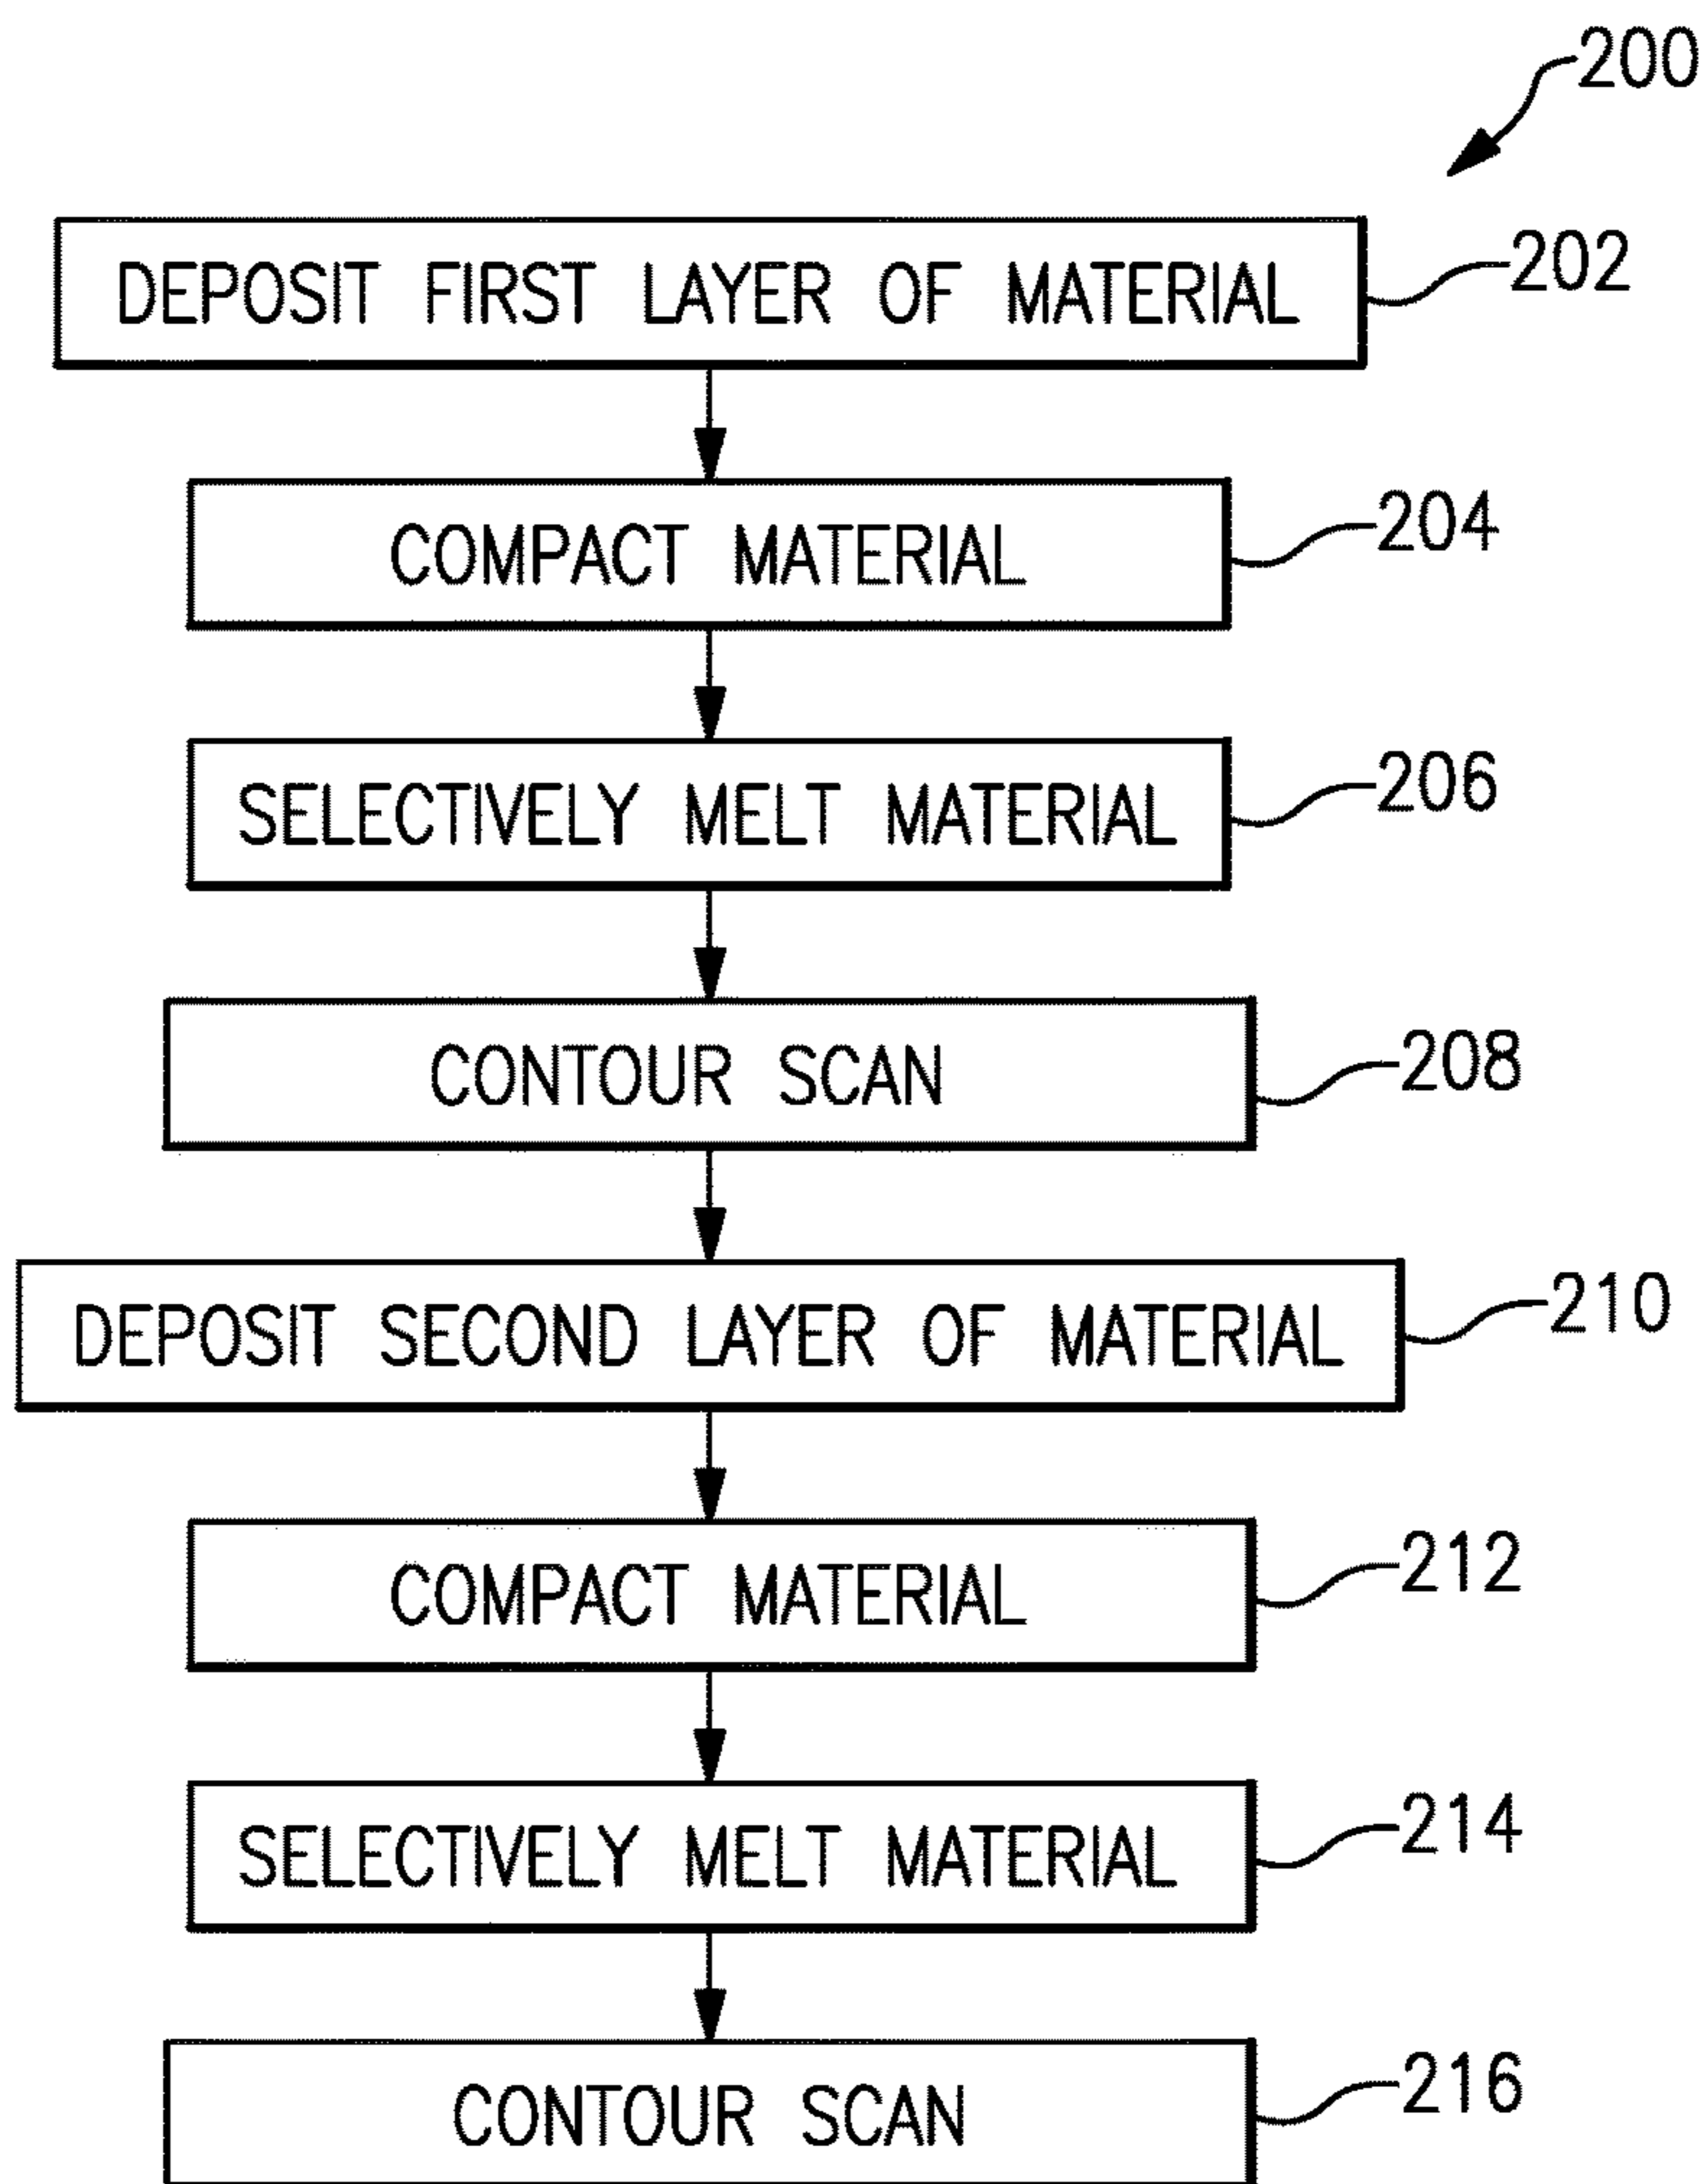 200
DEPOSIT FIRST LAYER OF MATERIAL 202
COMPACT MATERIAL 204
SELECTIVELY MELT MATERIAL 206
CONTOUR SCAN 208
DEPOSIT SECOND LAYER OF MATERIAL 210
COMPACT MATERIAL 212
SELECTIVELY MELT MATERIAL 214
CONTOUR SCAN 216